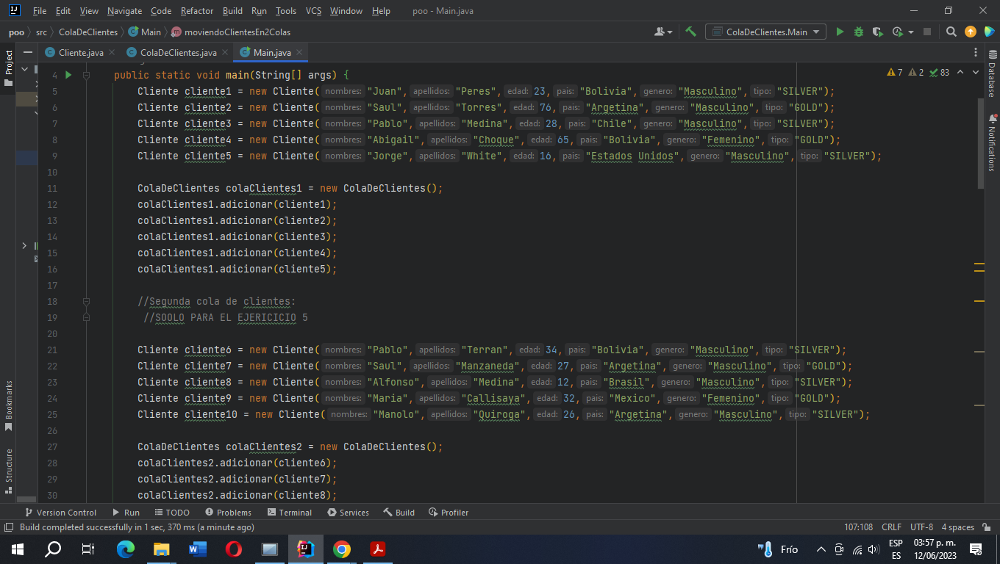 File Edit View Navigate Code Refactor Build Run Tools VCS Window Help poo - Main.java
poo src ColaDeClientes Main moviendoClientesEn2Colas ColaDeClientes.Main
Cliente.java ColaDeClientes.java Main.java
Project
Bookmarks
Structure
Database
Notifications
7 2 83
4 public static void main(String[] args) {
5 Cliente cliente1 = new Cliente( nombres: "Juan", apellidos: "Peres", edad: 23, pais: "Bolivia", genero: "Masculino", tipo: "SILVER");
6 Cliente cliente2 = new Cliente( nombres: "Saul", apellidos: "Torres", edad: 76, pais: "Argetina", genero: "Masculino", tipo: "GOLD");
7 Cliente cliente3 = new Cliente( nombres: "Pablo", apellidos: "Medina", edad: 28, pais: "Chile", genero: "Masculino", tipo: "SILVER");
8 Cliente cliente4 = new Cliente( nombres: "Abigail", apellidos: "Choque", edad: 65, pais: "Bolivia", genero: "Femenino", tipo: "GOLD");
9 Cliente cliente5 = new Cliente( nombres: "Jorge", apellidos: "White", edad: 16, pais: "Estados Unidos", genero: "Masculino", tipo: "SILVER");
10
11 ColaDeClientes colaClientes1 = new ColaDeClientes();
12 colaClientes1.adicionar(cliente1);
13 colaClientes1.adicionar(cliente2);
14 colaClientes1.adicionar(cliente3);
15 colaClientes1.adicionar(cliente4);
16 colaClientes1.adicionar(cliente5);
17
18 //Segunda cola de clientes:
19 //SOOLO PARA EL EJERICICIO 5
20
21 Cliente cliente6 = new Cliente( nombres: "Pablo", apellidos: "Terran", edad: 34, pais: "Bolivia", genero: "Masculino", tipo: "SILVER");
22 Cliente cliente7 = new Cliente( nombres: "Saul", apellidos: "Manzaneda", edad: 27, pais: "Argetina", genero: "Masculino", tipo: "GOLD");
23 Cliente cliente8 = new Cliente( nombres: "Alfonso", apellidos: "Medina", edad: 12, pais: "Brasil", genero: "Masculino", tipo: "SILVER");
24 Cliente cliente9 = new Cliente( nombres: "Maria", apellidos: "Callisaya", edad: 32, pais: "Mexico", genero: "Femenino", tipo: "GOLD");
25 Cliente cliente10 = new Cliente( nombres: "Manolo", apellidos: "Quiroga", edad: 26, pais: "Argetina", genero: "Masculino", tipo: "SILVER");
26
27 ColaDeClientes colaClientes2 = new ColaDeClientes();
28 colaClientes2.adicionar(cliente6);
29 colaClientes2.adicionar(cliente7);
30 colaClientes2.adicionar(cliente8);
Version Control Run TODO Problems Terminal Services Build Profiler
Build completed successfully in 1 sec, 370 ms (a minute ago) 107:108 CRLF UTF-8 4 spaces
Frío ESP 03:57 p. m.
ES 12/06/2023